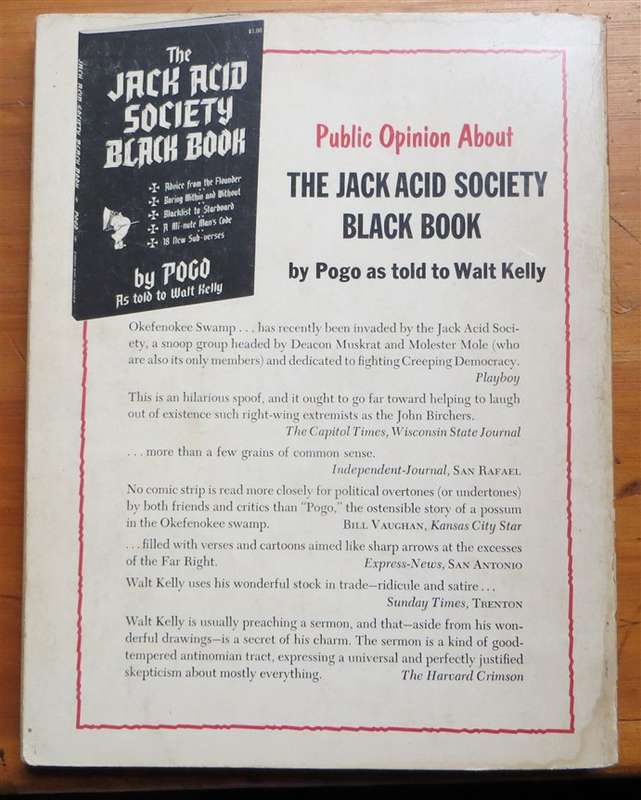 $1.00
The
JACK ACID
SOCIETY
BLACK BOOK
Advice from the Flounder
Boring Within and Without
Blacklist to Starboard
A Mi-nute Man's Code
18 New Sub-verses
by POGO
As told to Walt Kelly
JACK ACID SOCIETY BLACK BOOK
Public Opinion About
THE JACK ACID SOCIETY
BLACK BOOK
by Pogo as told to Walt Kelly
Okefenokee Swamp . . . has recently been invaded by the Jack Acid Soci-
ety, a snoop group headed by Deacon Muskrat and Molester Mole (who
are also its only members) and dedicated to fighting Creeping Democracy.
Playboy
This is an hilarious spoof, and it ought to go far toward helping to laugh
out of existence such right-wing extremists as the John Birchers.
The Capitol Times, Wisconsin State Journal
. . . more than a few grains of common sense.
Independent-Journal, SAN RAFAEL
No comic strip is read more closely for political overtones (or undertones)
by both friends and critics than "Pogo," the ostensible story of a possum
in the Okefenokee swamp. BILL VAUGHAN, Kansas City Star
. . . filled with verses and cartoons aimed like sharp arrows at the excesses
of the Far Right. Express-News, SAN ANTONIO
Walt Kelly uses his wonderful stock in trade—ridicule and satire . . .
Sunday Times, TRENTON
Walt Kelly is usually preaching a sermon, and that—aside from his won-
derful drawings—is a secret of his charm. The sermon is a kind of good-
tempered antinomian tract, expressing a universal and perfectly justified
skepticism about mostly everything. The Harvard Crimson